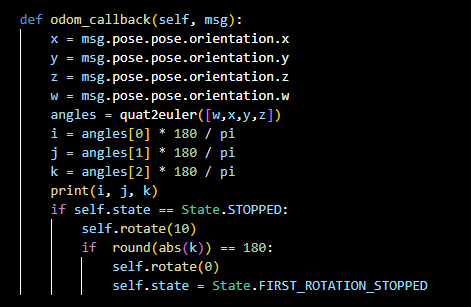 def odom_callback(self, msg):
    x = msg.pose.pose.orientation.x
    y = msg.pose.pose.orientation.y
    z = msg.pose.pose.orientation.z
    w = msg.pose.pose.orientation.w
    angles = quat2euler([w,x,y,z])
    i = angles[0] * 180 / pi
    j = angles[1] * 180 / pi
    k = angles[2] * 180 / pi
    print(i, j, k)
    if self.state == State.STOPPED:
        self.rotate(10)
        if  round(abs(k)) == 180:
            self.rotate(0)
            self.state = State.FIRST_ROTATION_STOPPED